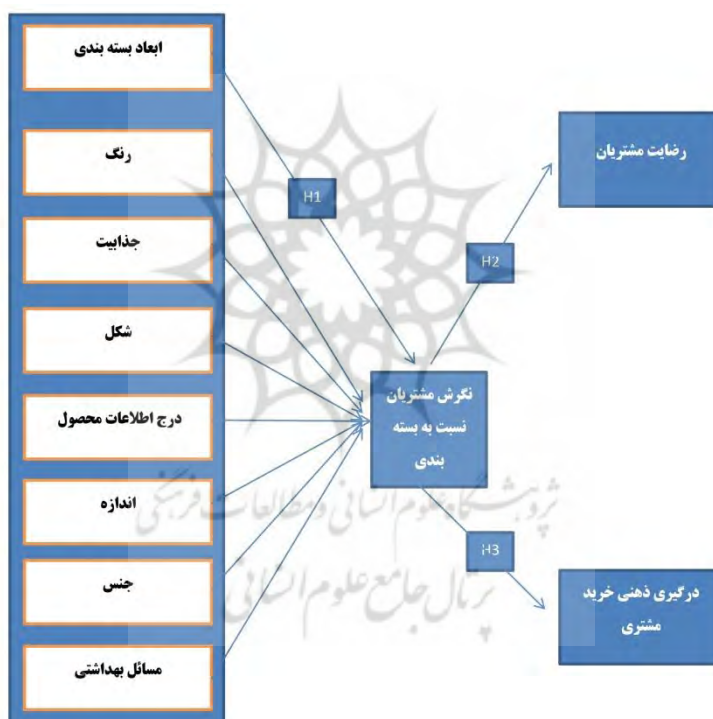 ابعاد بسته بندی
رنگ
جذابیت
شکل
درج اطلاعات محصول
اندازه
جنس
مسائل بهداشتی
H1
نگرش مشتریان
نسبت به بسته
بندی
H2
رضایت مشتریان
H3
درگیری ذهنی خرید
مشتری
پژوهشگاه علوم انسانی و مطالعات فرهنگی
پرتال جامع علوم انسانی